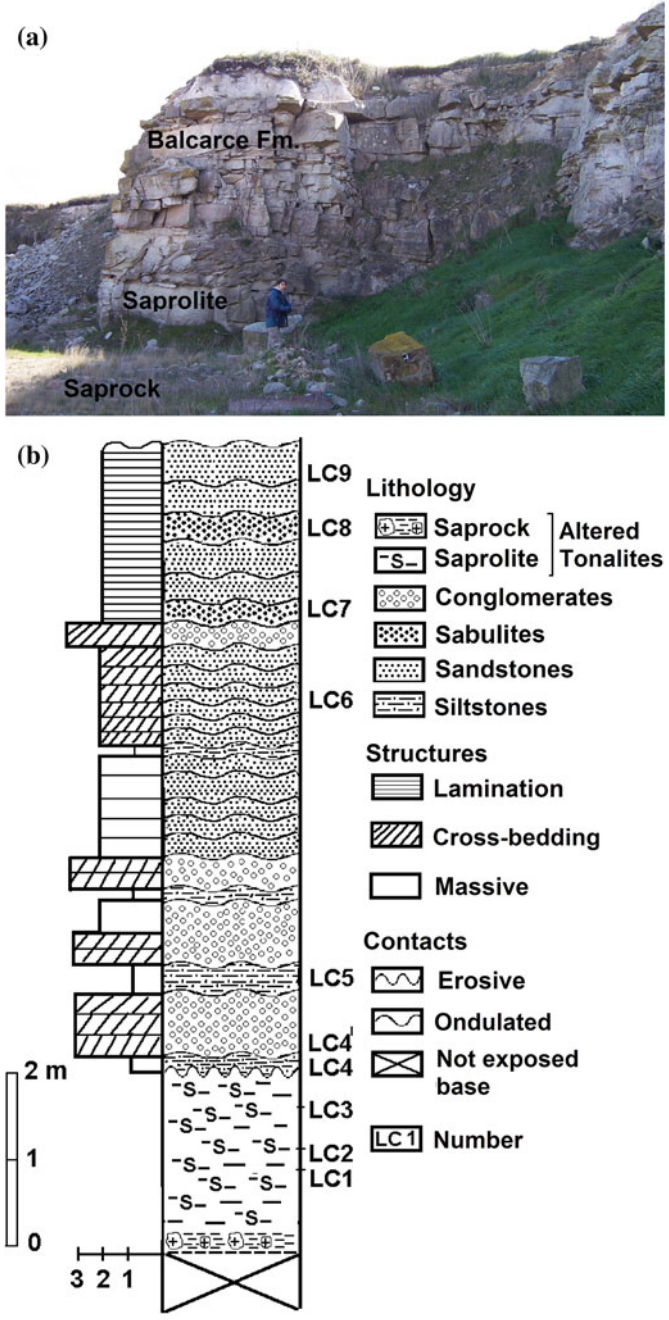 (a)
Balcarce Fm.
Saprolite
Saprock
(b)
LC9
LC8
LC7
LC6
LC5
LC4'
LC4
LC3
LC2
LC1
2 m
1
0
3 2 1
Lithology
Saprock
Saprolite
Altered
Tonalites
Conglomerates
Sabulites
Sandstones
Siltstones
Structures
Lamination
Cross-bedding
Massive
Contacts
Erosive
Ondulated
Not exposed
base
LC1 Number